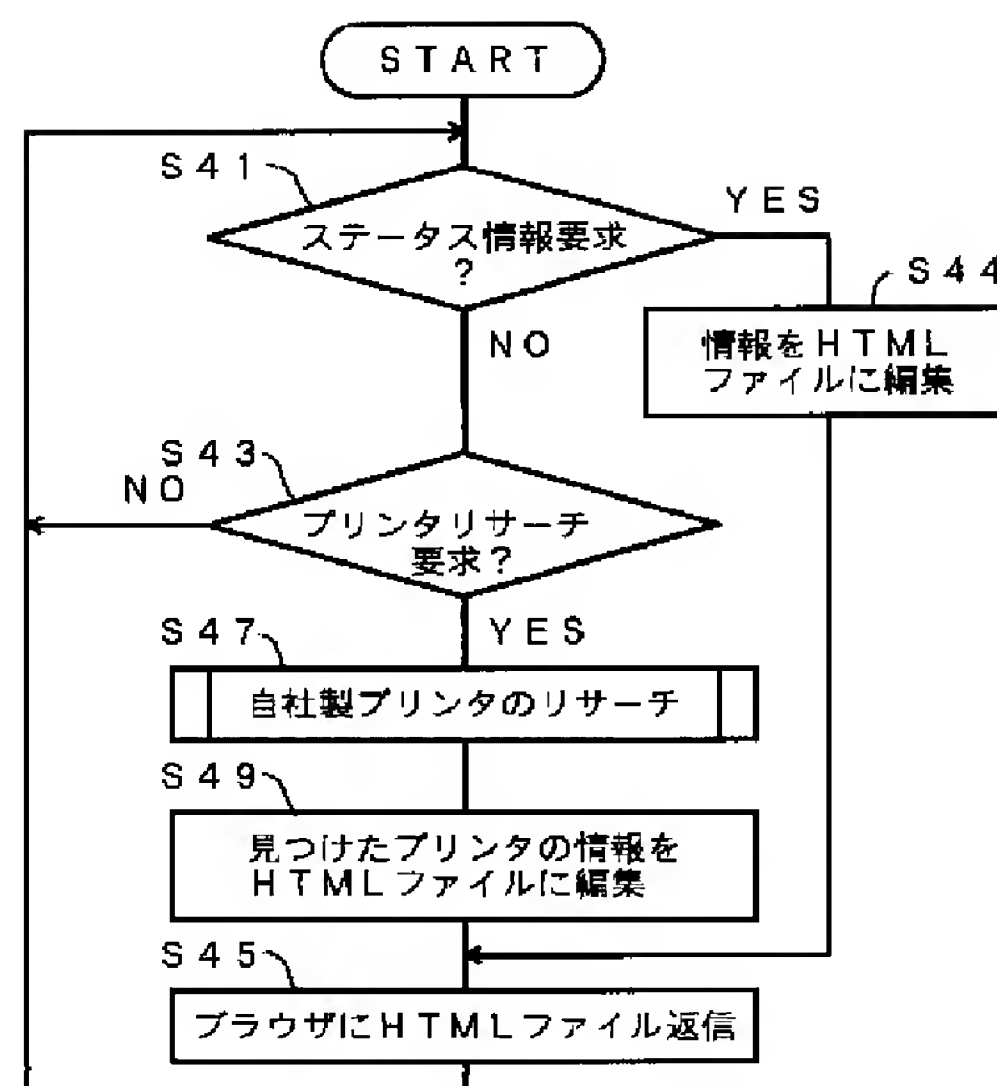 ＳＴＡＲＴ
Ｓ４１
ＹＥＳ
ステータス情報要求
？
Ｓ４４
ＮＯ
情報をＨＴＭＬ
ファイルに編集
Ｓ４３
ＮＯ
プリンタリサーチ
要求？
Ｓ４７
ＹＥＳ
自社製プリンタのリサーチ
Ｓ４９
見つけたプリンタの情報を
ＨＴＭＬファイルに編集
Ｓ４５
ブラウザにＨＴＭＬファイル返信